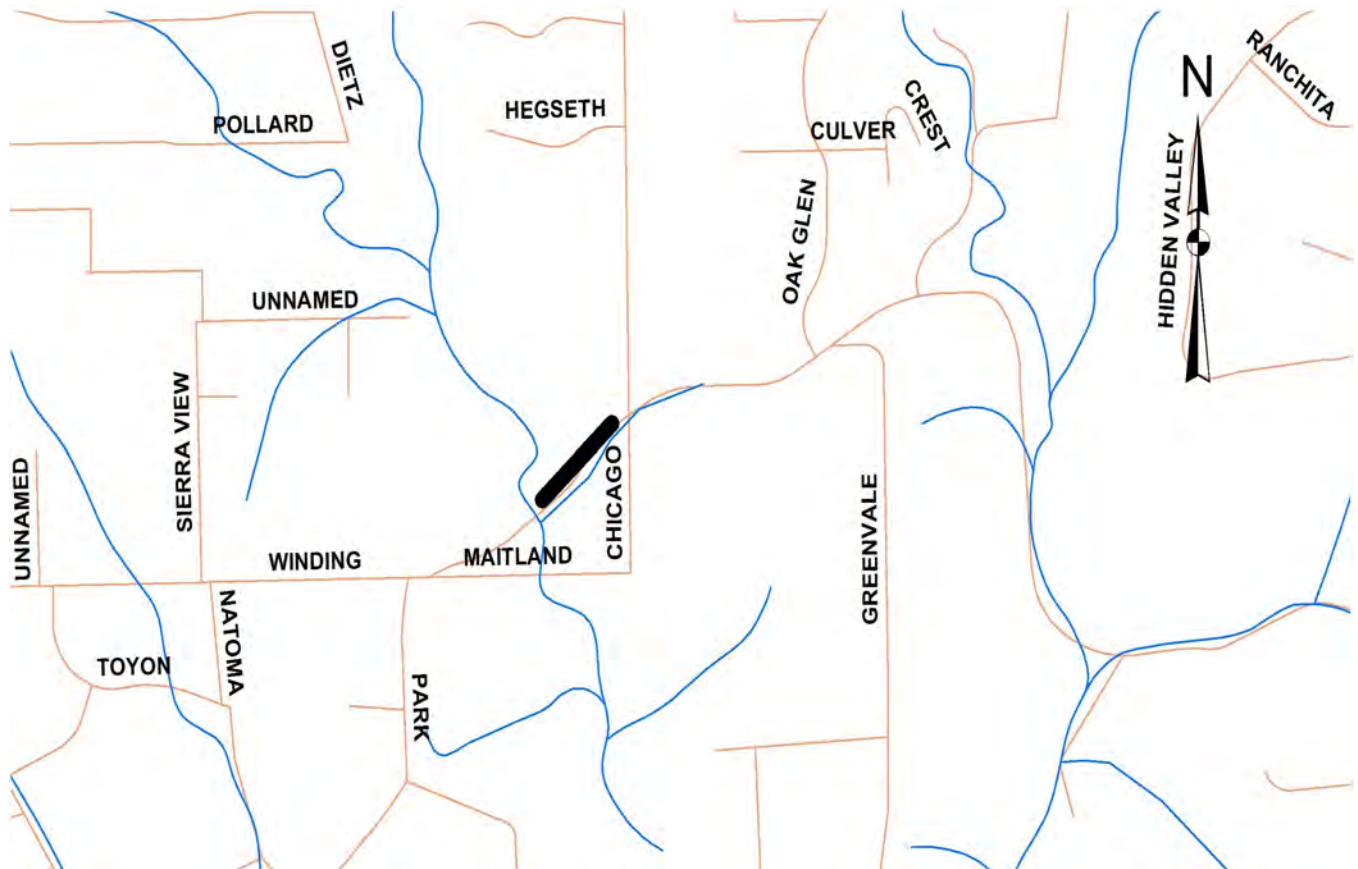 DIETZ
POLLARD
HEGSETH
CULVER
CREST
RANCHITA
N
HIDDEN VALLEY
OAK GLEN
UNNAMED
SIERRA VIEW
UNNAMED
CHICAGO
GREENVALE
WINDING
MAITLAND
NATOMA
TOYON
PARK